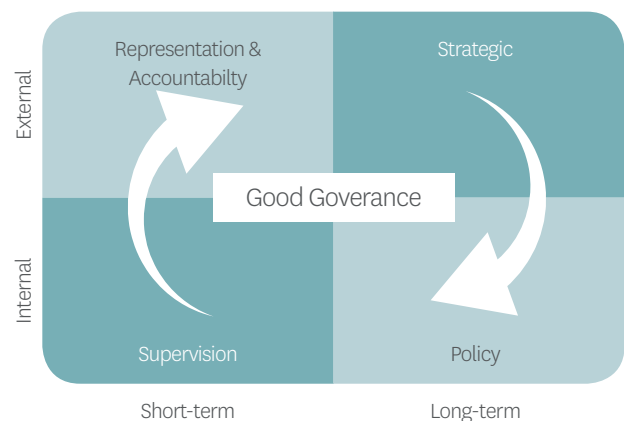 External
Representation &
Accountabilty
Strategic
Good Goverance
Internal
Supervision
Policy
Short-term
Long-term